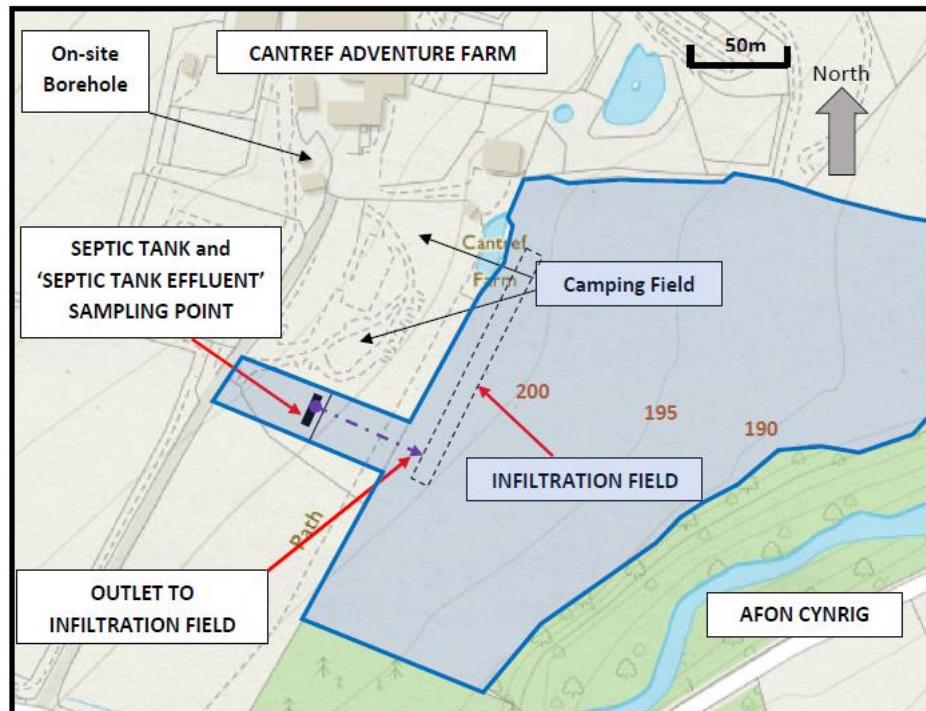 On-site
Borehole
CANTREF ADVENTURE FARM
50m
North
SEPTIC TANK and
‘SEPTIC TANK EFFLUENT’
SAMPLING POINT
Cantref
Farm
Camping Field
200
195
190
INFILTRATION FIELD
Path
OUTLET TO
INFILTRATION FIELD
AFON CYNRIG